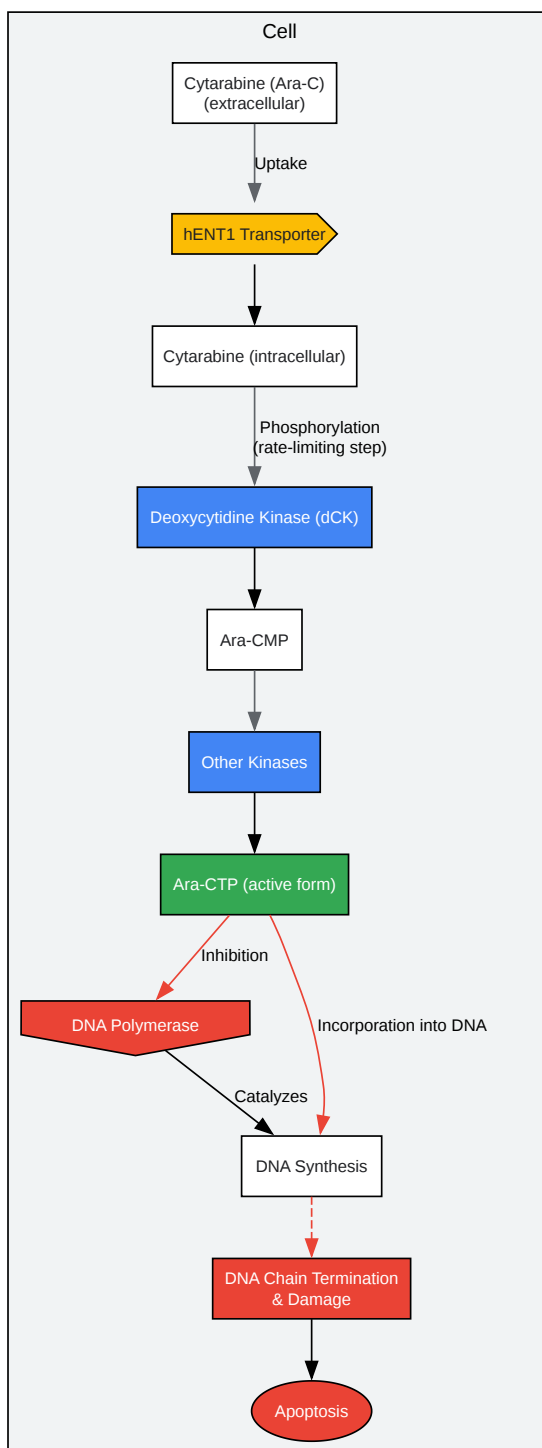 Cell
Cytarabine (Ara-C)
(extracellular)
Uptake
hENT1 Transporter
Cytarabine (intracellular)
Phosphorylation
(rate-limiting step)
Deoxycytidine Kinase (dCK)
Ara-CMP
Other Kinases
Ara-CTP (active form)
Inhibition
DNA Polymerase
Incorporation into DNA
Catalyzes
DNA Synthesis
DNA Chain Termination
& Damage
Apoptosis